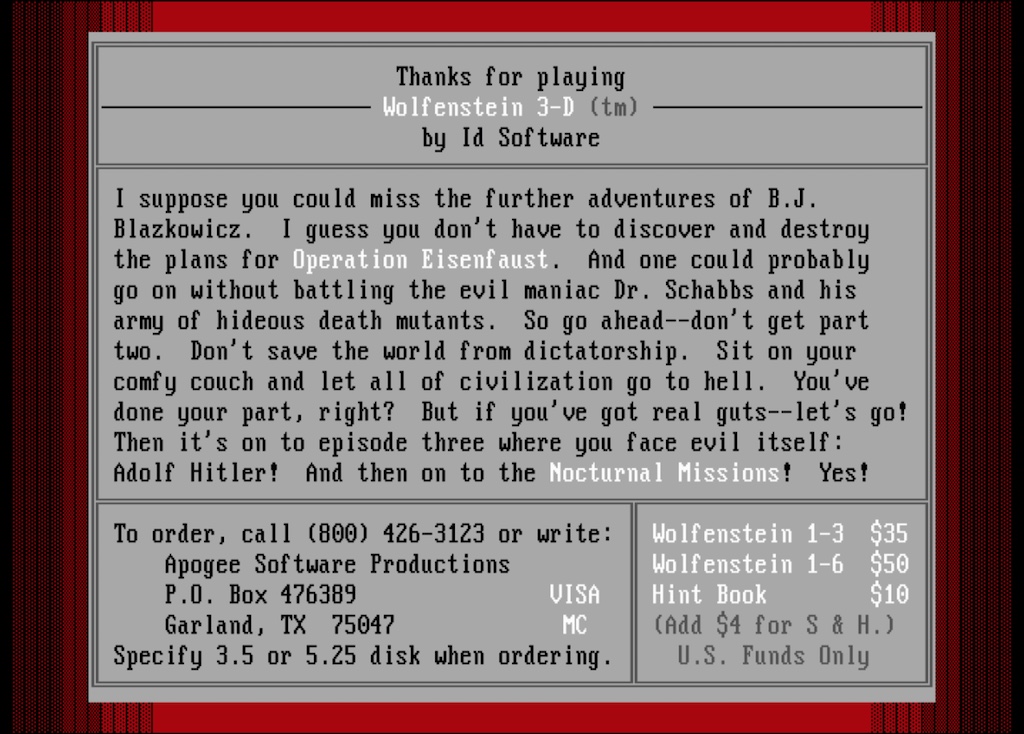 Thanks for playing
Wolfenstein 3-D (tm)
by Id Software
I suppose you could miss the further adventures of B.J.
Blazkowicz.  I guess you don't have to discover and destroy
the plans for Operation Eisenfaust.  And one could probably
go on without battling the evil maniac Dr. Schabbs and his
army of hideous death mutants.  So go ahead--don't get part
two.  Don't save the world from dictatorship.  Sit on your
comfy couch and let all of civilization go to hell.  You've
done your part, right?  But if you've got real guts--let's go!
Then it's on to episode three where you face evil itself:
Adolf Hitler!  And then on to the Nocturnal Missions!  Yes!
To order, call (800) 426-3123 or write:
Apogee Software Productions
P.O. Box 476389 VISA
Garland, TX  75047 MC
Specify 3.5 or 5.25 disk when ordering.
Wolfenstein 1-3  $35
Wolfenstein 1-6  $50
Hint Book $10
(Add $4 for S & H.)
U.S. Funds Only